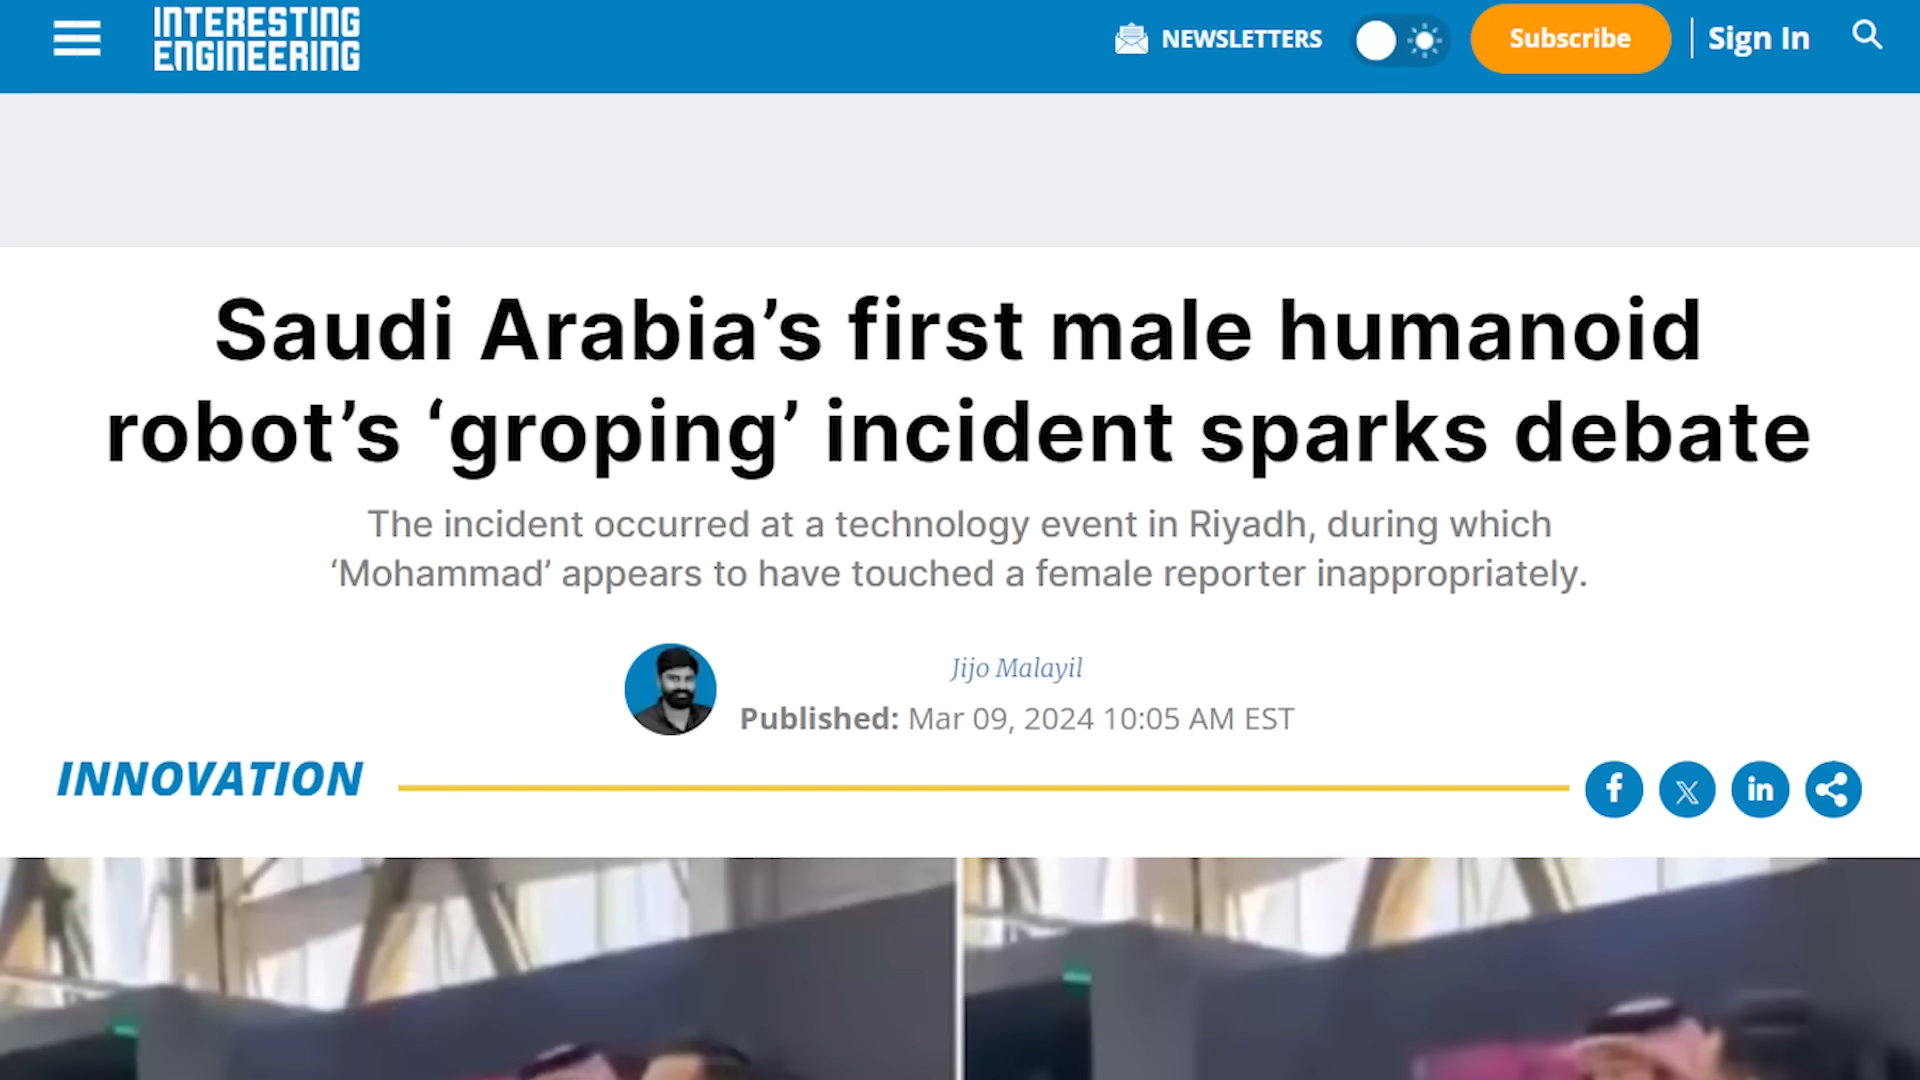 INTERESTING
ENGINEERING
NEWSLETTERS
Subscribe
Sign In
Saudi Arabia’s first male humanoid
robot’s ‘groping’ incident sparks debate
The incident occurred at a technology event in Riyadh, during which
‘Mohammad’ appears to have touched a female reporter inappropriately.
Jijo Malayil
Published: Mar 09, 2024 10:05 AM EST
INNOVATION